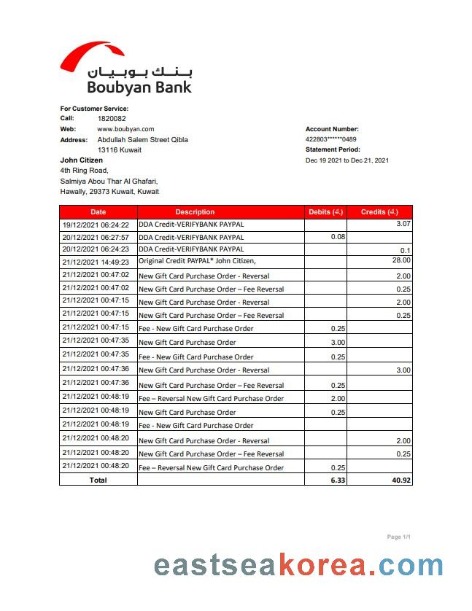 بنك بوبيان
Boubyan Bank
For Customer Service:
Call: 1820082
Web: www.boubyan.com
Address: Abdullah Salem Street Qibla
13116 Kuwait
Account Number:
422803******0489
Statement Period:
Dec 19 2021 to Dec 21, 2021
John Citizen
4th Ring Road,
Salmiya Abou Thar Al Ghafari,
Hawally, 29373 Kuwait, Kuwait
Date Description Debits (د.ك) Credits (د.ك)
19/12/2021 06:24:22 DDA Credit-VERIFYBANK PAYPAL 3.07
20/12/2021 06:27:57 DDA Credit-VERIFYBANK PAYPAL 0.08
20/12/2021 06:24:23 DDA Credit-VERIFYBANK PAYPAL 0.1
21/12/2021 14:49:23 Original Credit PAYPAL* John Citizen, 28.00
21/12/2021 00:47:02 New Gift Card Purchase Order - Reversal 2.00
21/12/2021 00:47:02 New Gift Card Purchase Order – Fee Reversal 0.25
21/12/2021 00:47:15 New Gift Card Purchase Order - Reversal 2.00
21/12/2021 00:47:15 New Gift Card Purchase Order – Fee Reversal 0.25
21/12/2021 00:47:15 Fee - New Gift Card Purchase Order 0.25
21/12/2021 00:47:35 New Gift Card Purchase Order 3.00
21/12/2021 00:47:35 Fee - New Gift Card Purchase Order 0.25
21/12/2021 00:47:36 New Gift Card Purchase Order - Reversal 3.00
21/12/2021 00:47:36 New Gift Card Purchase Order – Fee Reversal 0.25
21/12/2021 00:48:19 Fee – Reversal New Gift Card Purchase Order 2.00
21/12/2021 00:48:19 New Gift Card Purchase Order 0.25
21/12/2021 00:48:19 Fee - New Gift Card Purchase Order
21/12/2021 00:48:20 New Gift Card Purchase Order - Reversal 2.00
21/12/2021 00:48:20 New Gift Card Purchase Order – Fee Reversal 0.25
21/12/2021 00:48:20 Fee – Reversal New Gift Card Purchase Order 0.25
Total 6.33 40.92
Page 1/1
eastseakorea.com